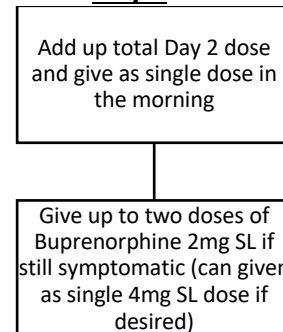 Add up total Day 2 dose
and give as single dose in
the morning
Give up to two doses of
Buprenorphine 2mg SL if
still symptomatic (can given
as single 4mg SL dose if
desired)